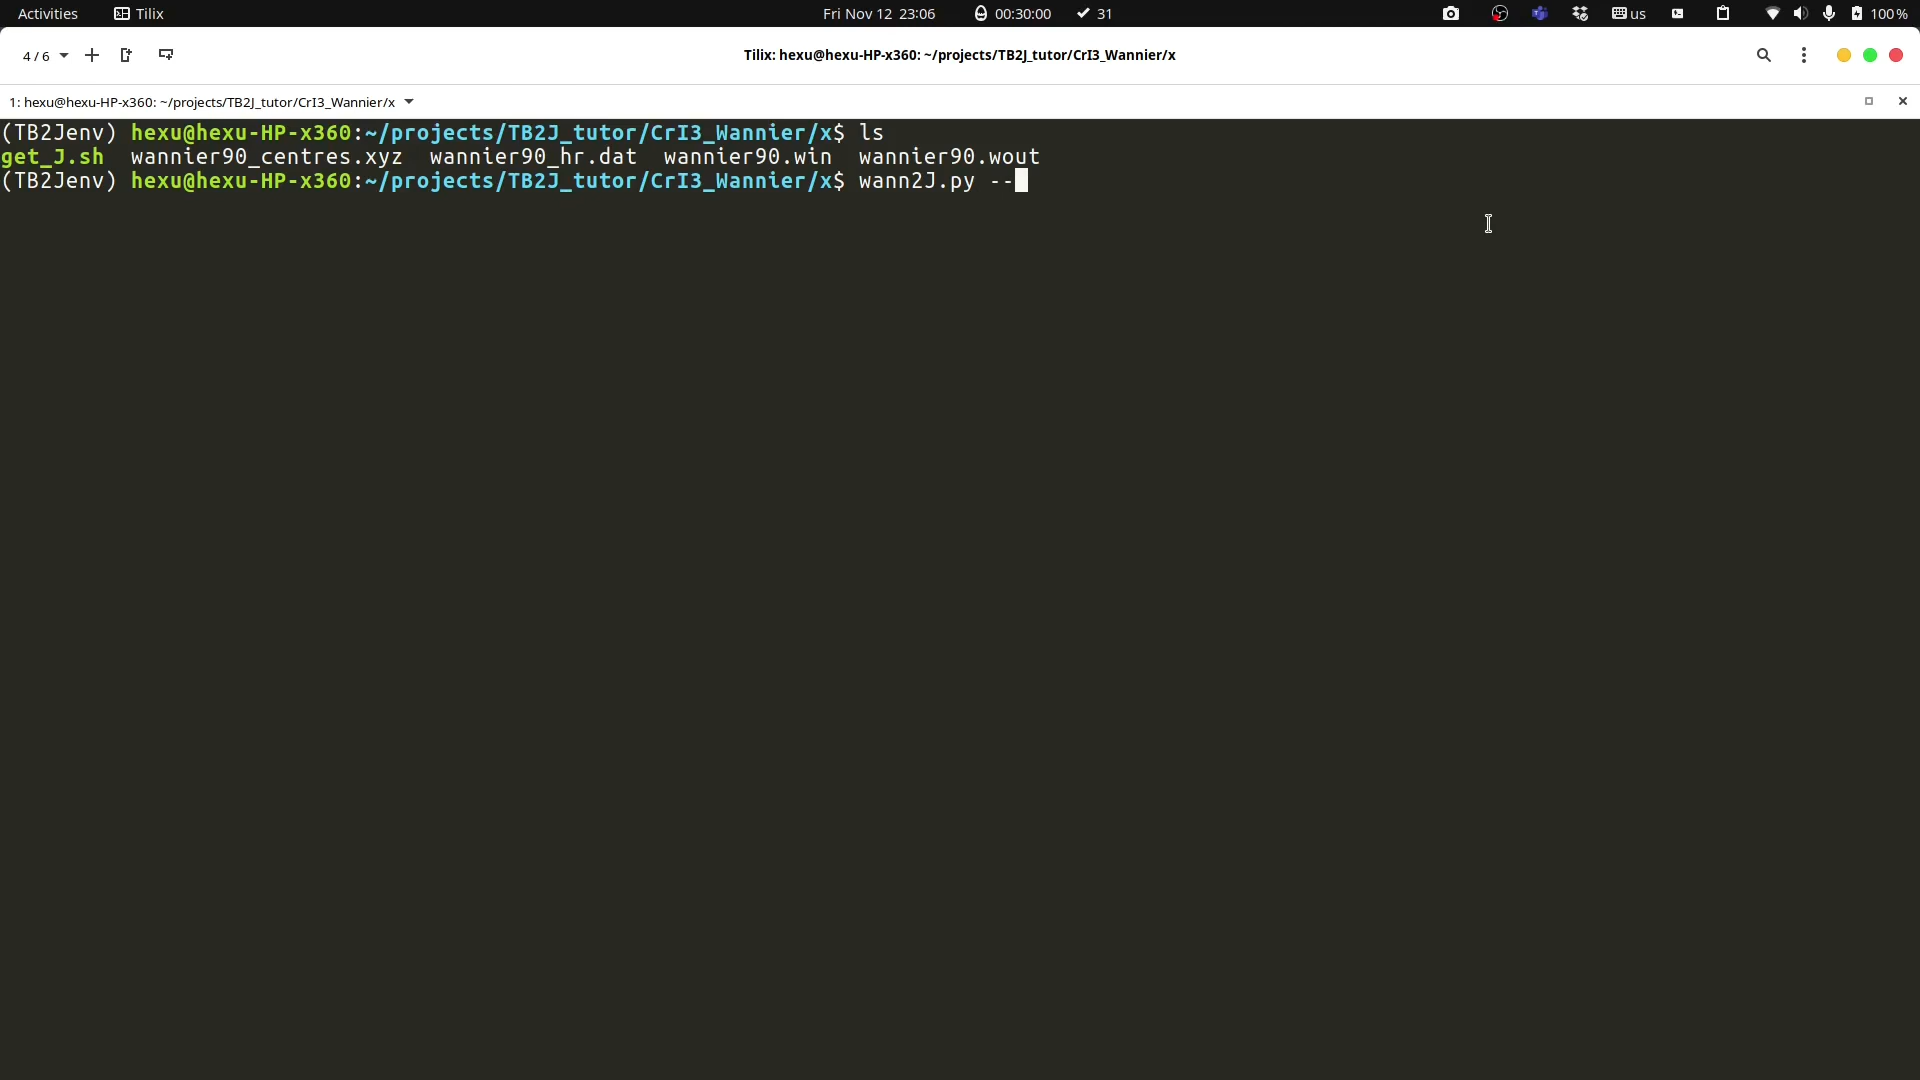 Activities Tilix Fri Nov 12 23:06 00:30:00 31 us 100 %
4 / 6 Tilix: hexu@hexu-HP-x360: ~/projects/TB2J_tutor/CrI3_Wannier/x
1: hexu@hexu-HP-x360: ~/projects/TB2J_tutor/CrI3_Wannier/x
(TB2Jenv) hexu@hexu-HP-x360:~/projects/TB2J_tutor/CrI3_Wannier/x$ ls
get_J.sh wannier90_centres.xyz wannier90_hr.dat wannier90.win wannier90.wout
(TB2Jenv) hexu@hexu-HP-x360:~/projects/TB2J_tutor/CrI3_Wannier/x$ wann2J.py --